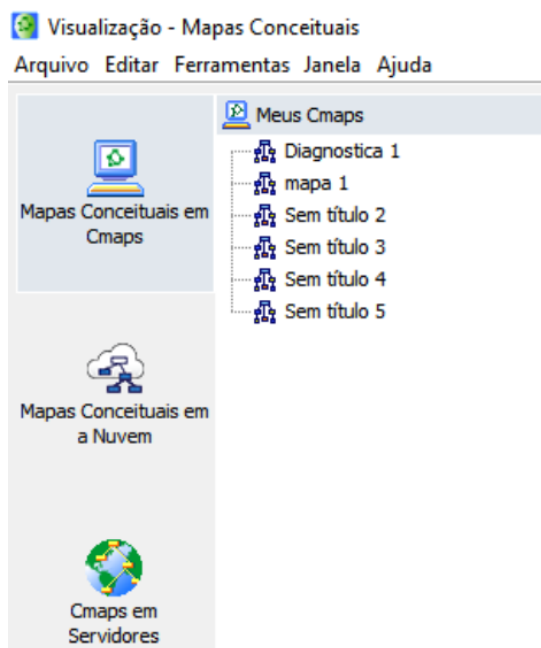 Visualização - Mapas Conceituais
Arquivo Editar Ferramentas Janela Ajuda
Mapas Conceituais em
Cmaps
Mapas Conceituais em
a Nuvem
Cmaps em
Servidores
Meus Cmaps
Diagnostica 1
mapa 1
Sem título 2
Sem título 3
Sem título 4
Sem título 5